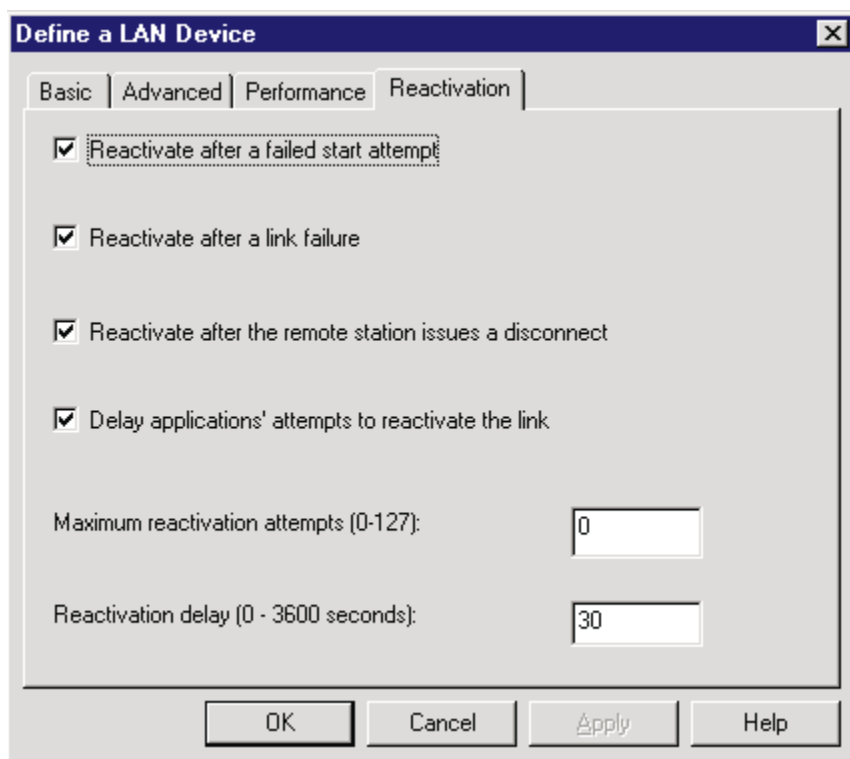 Define a LAN Device
Basic Advanced Performance Reactivation
Reactivate after a failed start attempt
Reactivate after a link failure
Reactivate after the remote station issues a disconnect
Delay applications' attempts to reactivate the link
Maximum reactivation attempts (0-127): 0
Reactivation delay (0 - 3600 seconds): 30
OK Cancel Apply Help